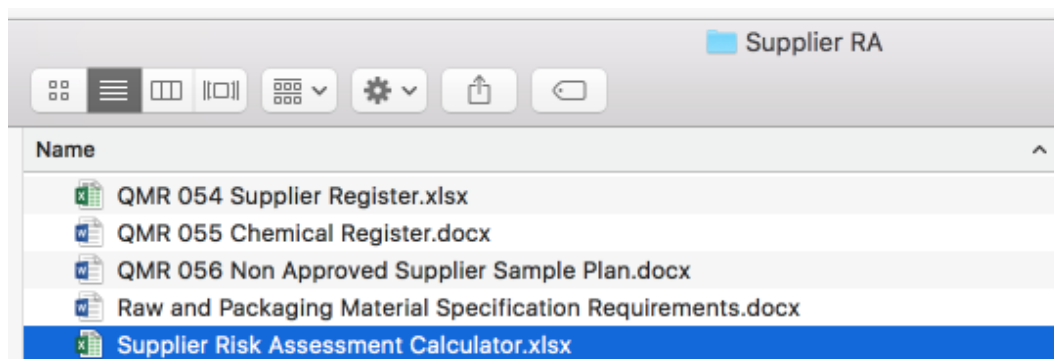 Supplier RA
Name
QMR 054 Supplier Register.xlsx
QMR 055 Chemical Register.docx
QMR 056 Non Approved Supplier Sample Plan.docx
Raw and Packaging Material Specification Requirements.docx
Supplier Risk Assessment Calculator.xlsx